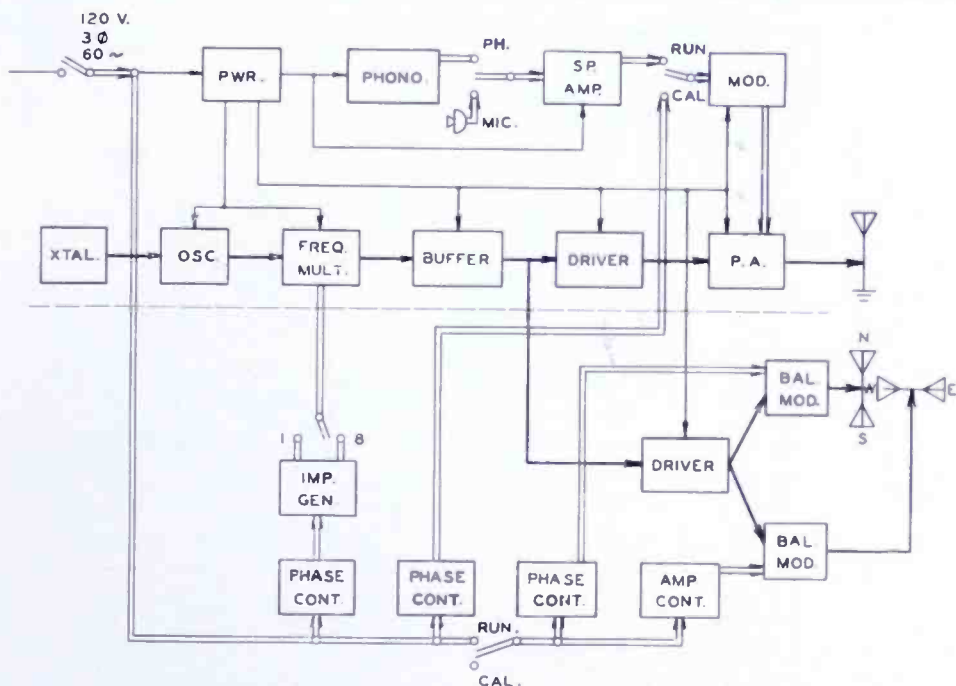 120 V.
3 Ø
60 ~
PWR.
PHONO.
PH.
MIC.
SP.
AMP.
RUN
CAL
MOD.
XTAL.
OSC.
FREQ.
MULT.
BUFFER
DRIVER
P.A.
N
W
E
S
BAL.
MOD.
DRIVER
1
8
IMP.
GEN.
BAL.
MOD.
PHASE
CONT.
PHASE
CONT.
PHASE
CONT.
AMP
CONT.
RUN.
CAL.